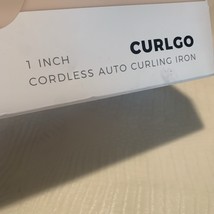 CURLGO
1 INCH
CORDLESS AUTO CURLING IRON